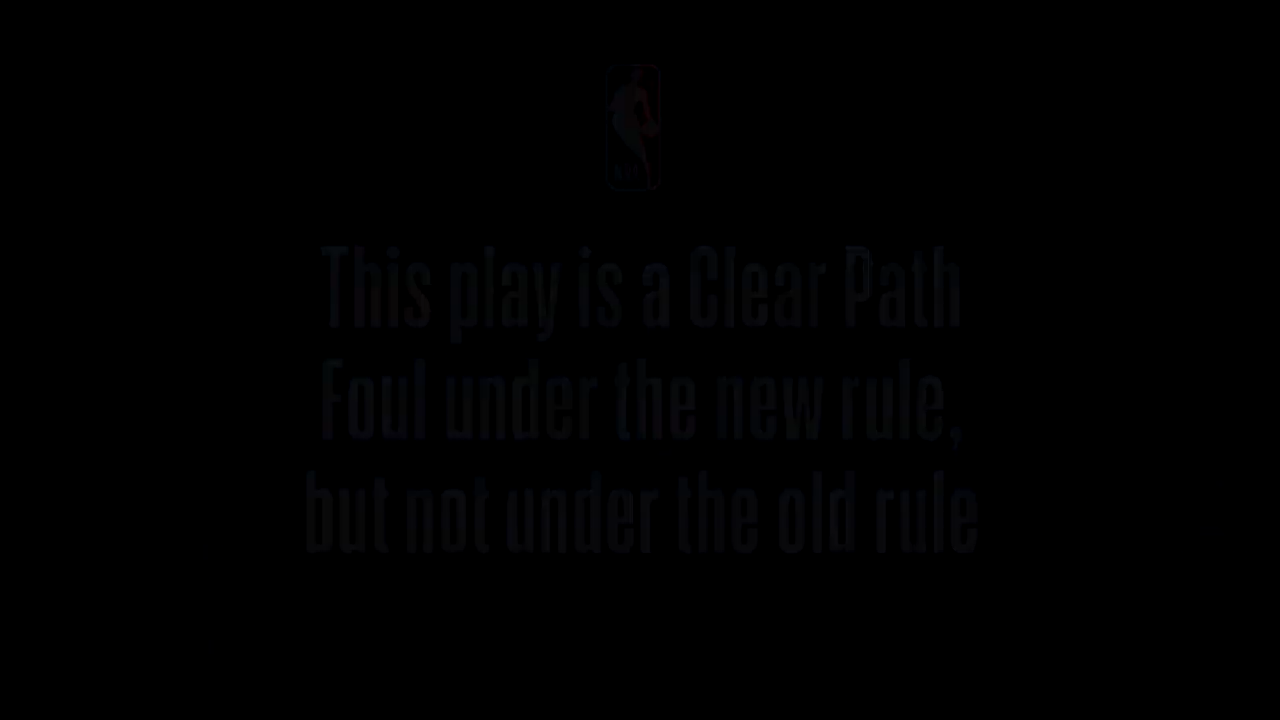 This play is a Clear Path
Foul under the new rule,
but not under the old rule